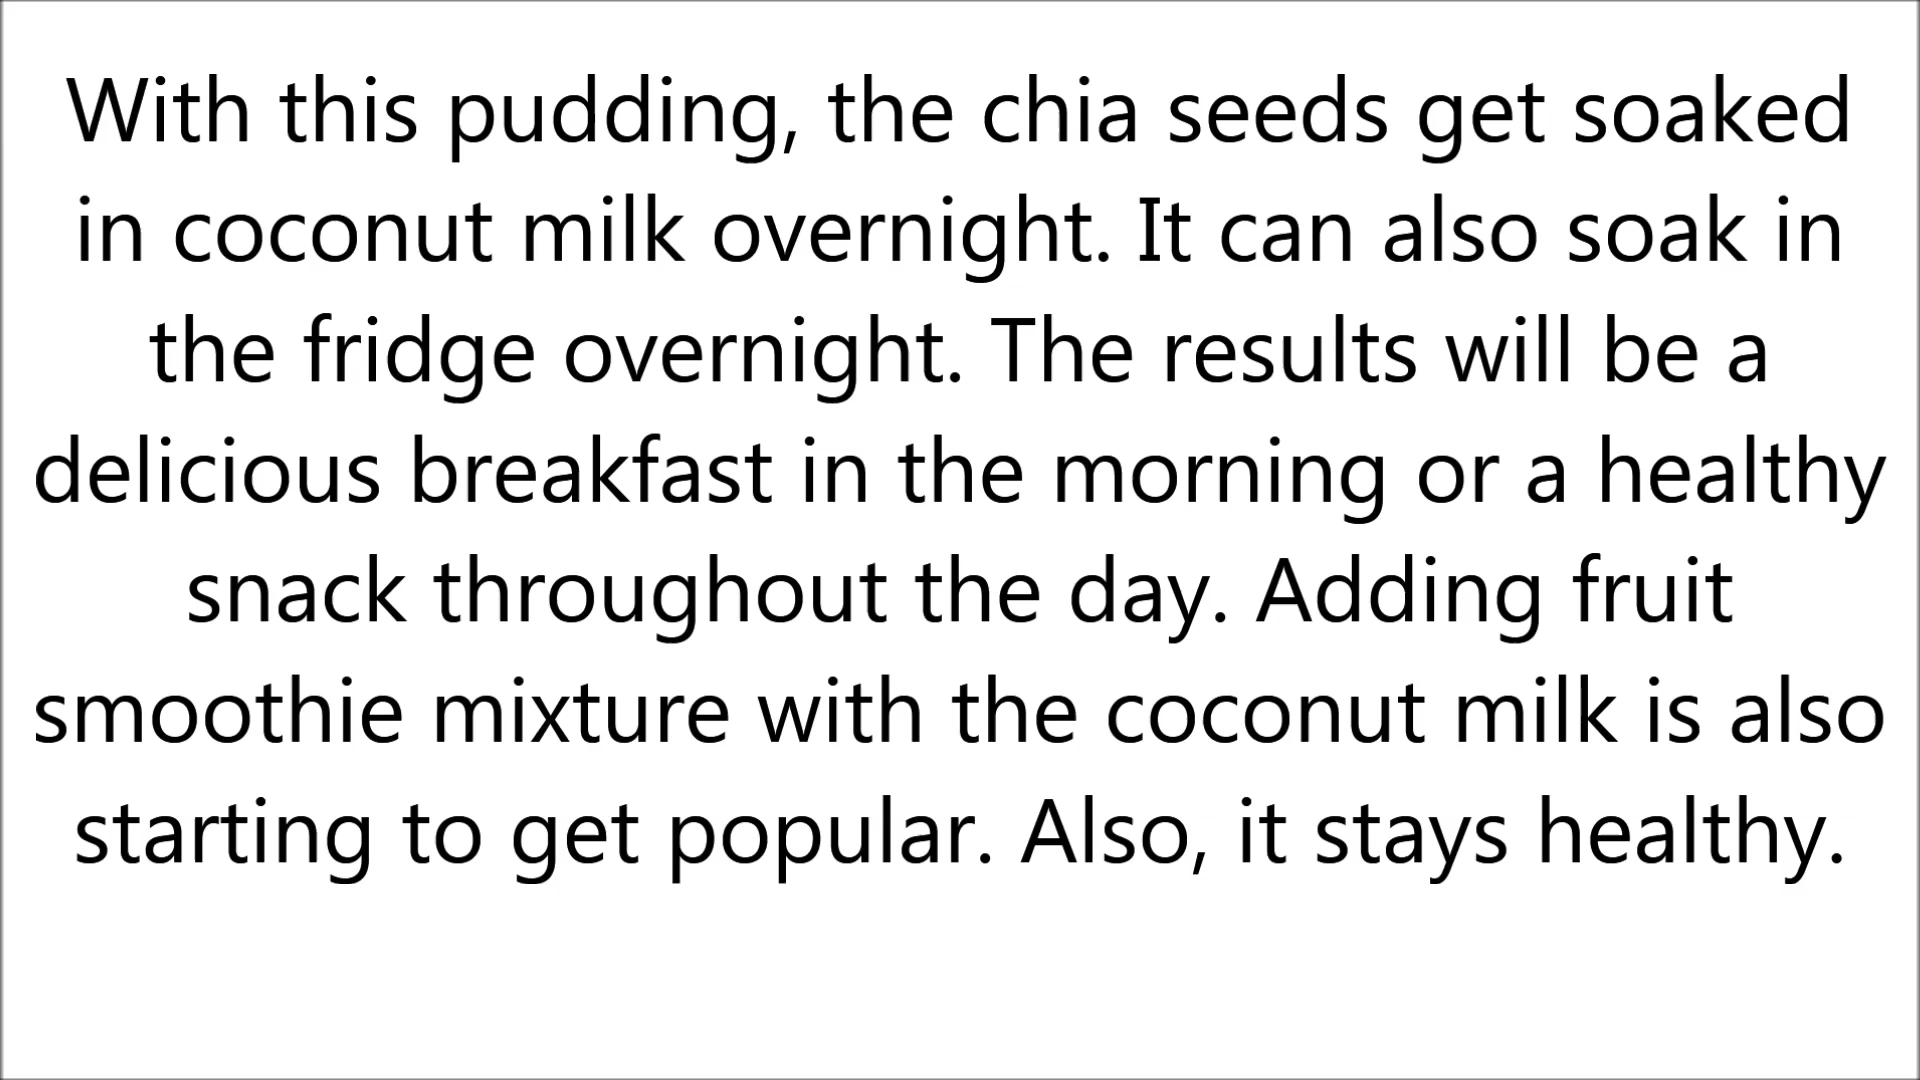 With this pudding, the chia seeds get soaked
in coconut milk overnight. It can also soak in
the fridge overnight. The results will be a
delicious breakfast in the morning or a healthy
snack throughout the day. Adding fruit
smoothie mixture with the coconut milk is also
starting to get popular. Also, it stays healthy.